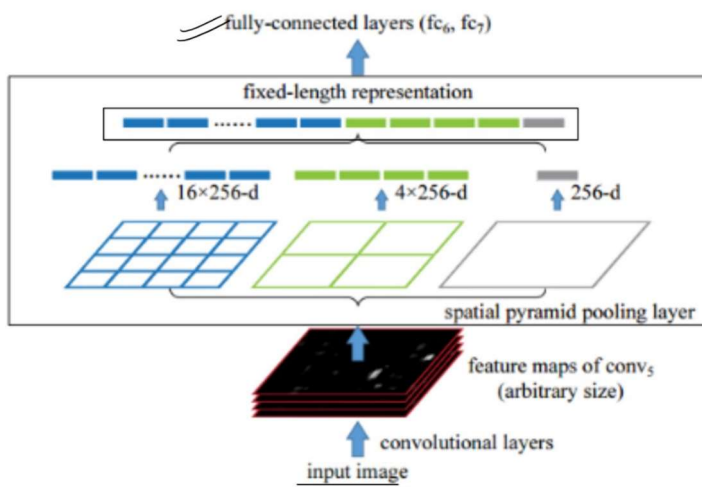 fully-connected layers (fc6, fc7)
fixed-length representation
16×256-d
4×256-d
256-d
spatial pyramid pooling layer
feature maps of conv5
(arbitrary size)
convolutional layers
input image